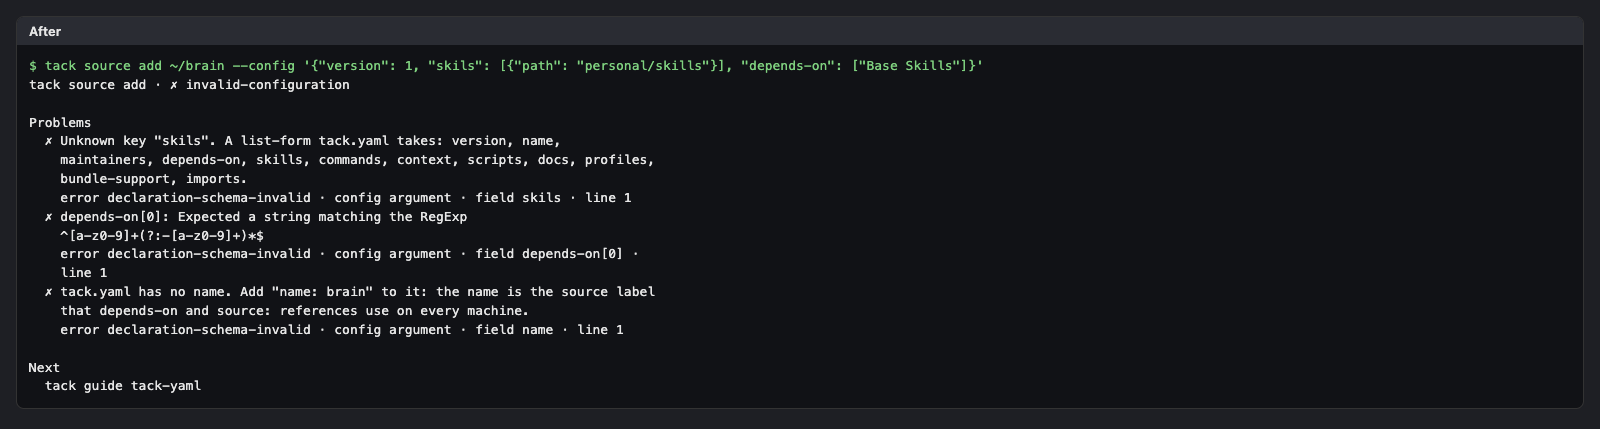 After
$ tack source add ~/brain --config '{"version": 1, "skils": [{"path": "personal/skills"}], "depends-on": ["Base Skills"]}'
tack source add · ✗ invalid-configuration
Problems
✗ Unknown key "skils". A list-form tack.yaml takes: version, name,
maintainers, depends-on, skills, commands, context, scripts, docs, profiles,
bundle-support, imports.
error declaration-schema-invalid · config argument · field skils · line 1
✗ depends-on[0]: Expected a string matching the RegExp
^[a-z0-9]+(?:-[a-z0-9]+)*$
error declaration-schema-invalid · config argument · field depends-on[0] ·
line 1
✗ tack.yaml has no name. Add "name: brain" to it: the name is the source label
that depends-on and source: references use on every machine.
error declaration-schema-invalid · config argument · field name · line 1
Next
tack guide tack-yaml